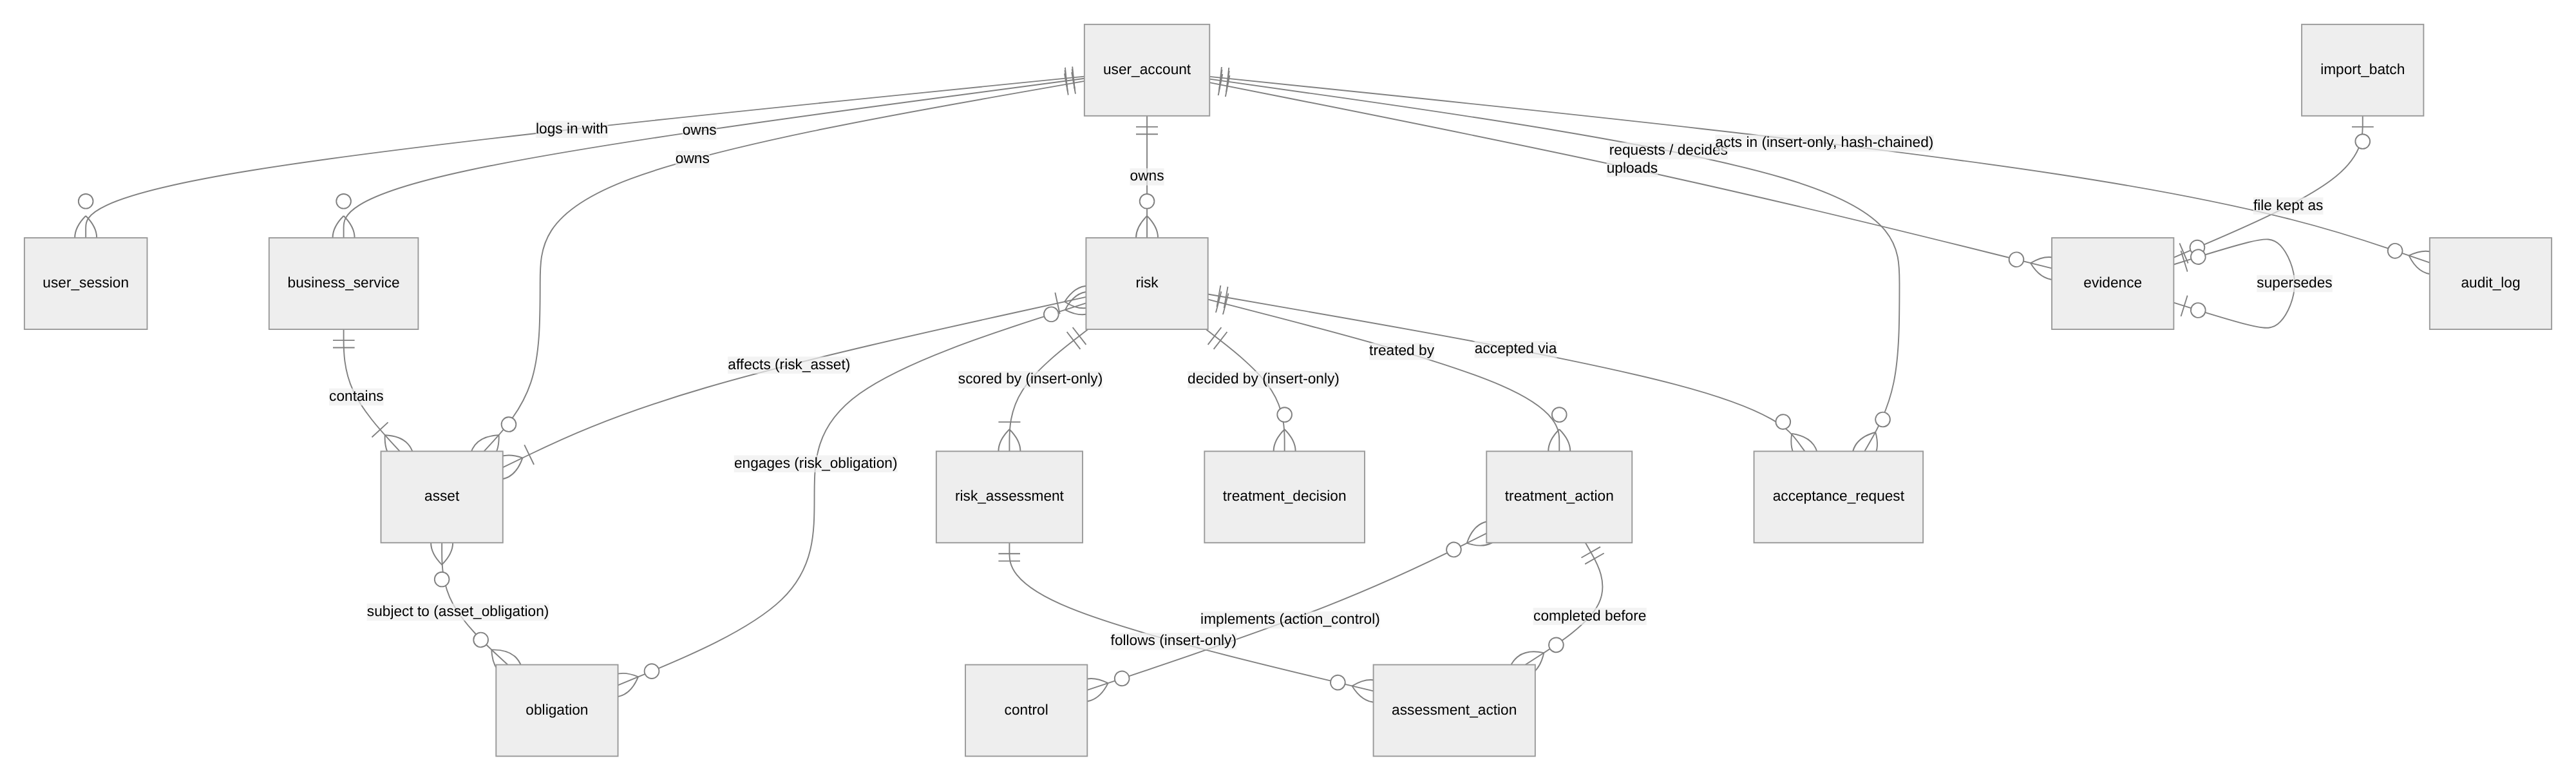 user_account
import_batch
logs in with
owns
acts in (insert-only, hash-chained)
requests / decides
owns
uploads
owns
file kept as
user_session
business_service
risk
evidence
supersedes
audit_log
accepted via
treated by
affects (risk_asset)
scored by (insert-only)
decided by (insert-only)
contains
engages (risk_obligation)
asset
risk_assessment
treatment_decision
treatment_action
acceptance_request
subject to (asset_obligation)
completed before
implements (action_control)
follows (insert-only)
obligation
control
assessment_action